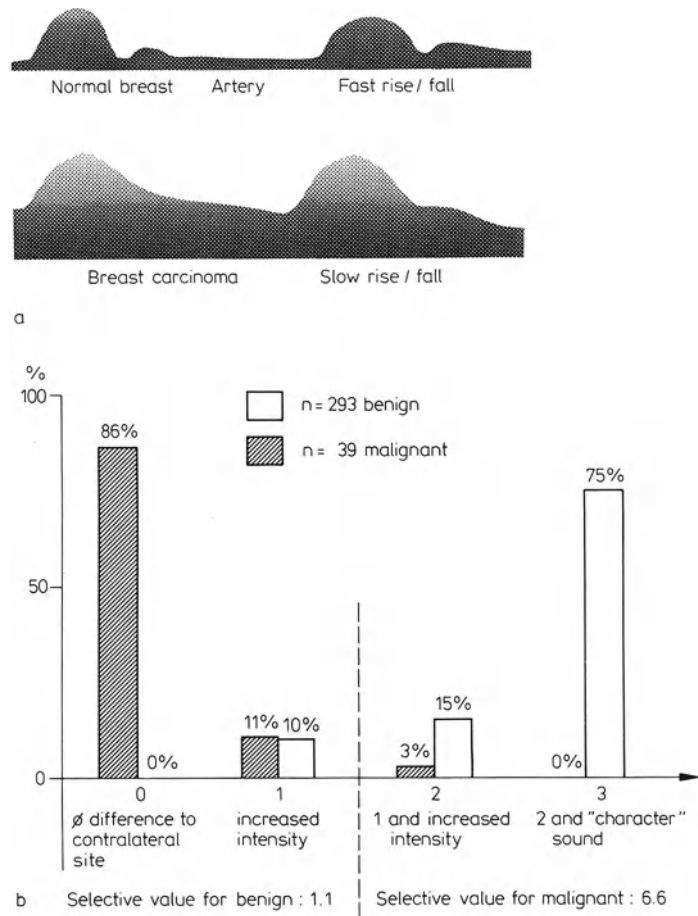 Normal breast Artery Fast rise / fall
Breast carcinoma Slow rise / fall
a
%
100
86%
n = 293 benign
n = 39 malignant
75%
50
11% 10%
15%
3%
0%
0%
0
0 1 2 3
ø difference to contralateral site
increased intensity
1 and increased intensity
2 and "character" sound
b Selective value for benign : 1.1 Selective value for malignant : 6.6